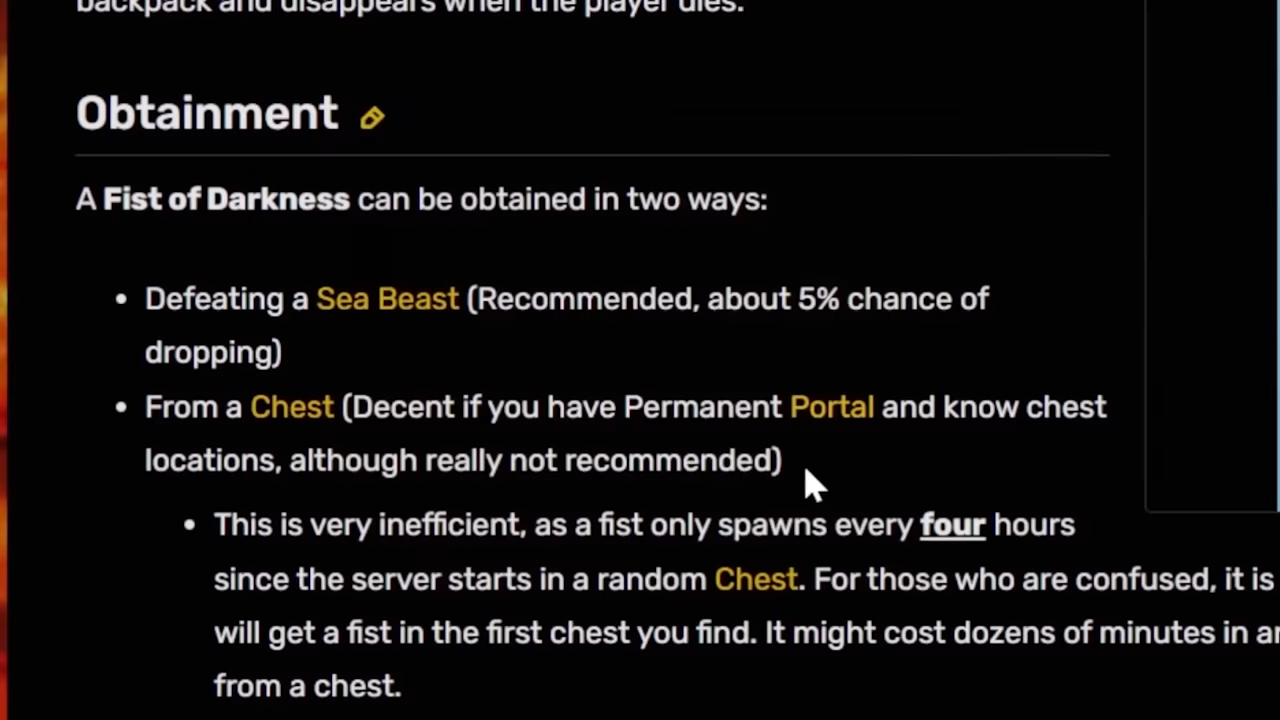 backpack and disappears when the player dies.
Obtainment
A Fist of Darkness can be obtained in two ways:
• Defeating a Sea Beast (Recommended, about 5% chance of
dropping)
• From a Chest (Decent if you have Permanent Portal and know chest
locations, although really not recommended)
• This is very inefficient, as a fist only spawns every four hours
since the server starts in a random Chest. For those who are confused, it is
will get a fist in the first chest you find. It might cost dozens of minutes in
from a chest.